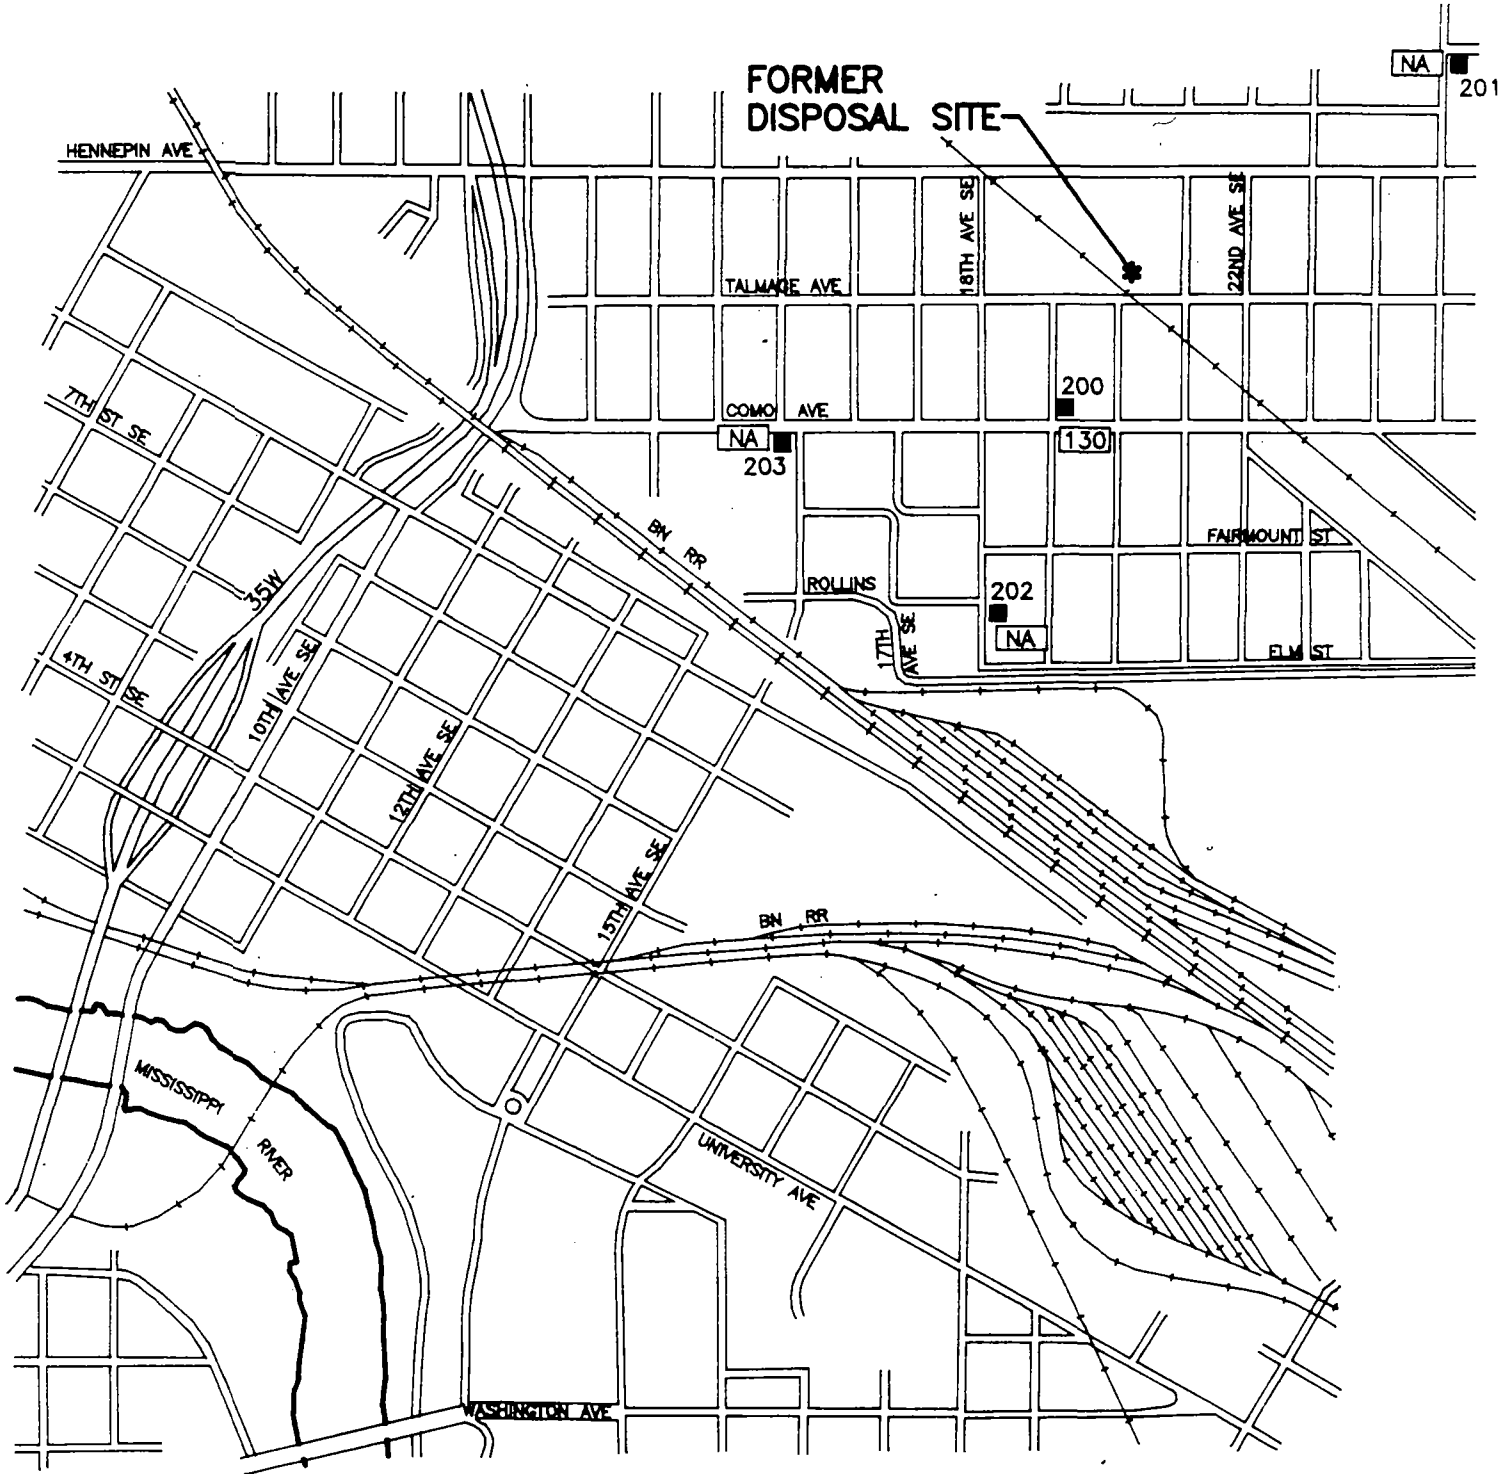 NA
201
FORMER
DISPOSAL SITE
HENNEPIN AVE
18TH AVE SE
22ND AVE SE
TALMAGE AVE
200
7TH ST SE
COMO AVE
NA
203
130
BN RR
FAIRMOUNT ST
35W
ROLLINS
202
NA
17TH
AVE SE
ELM ST
4TH ST SE
10TH AVE SE
12TH AVE SE
15TH AVE SE
BN RR
MISSISSIPPI
RIVER
UNIVERSITY AVE
WASHINGTON AVE